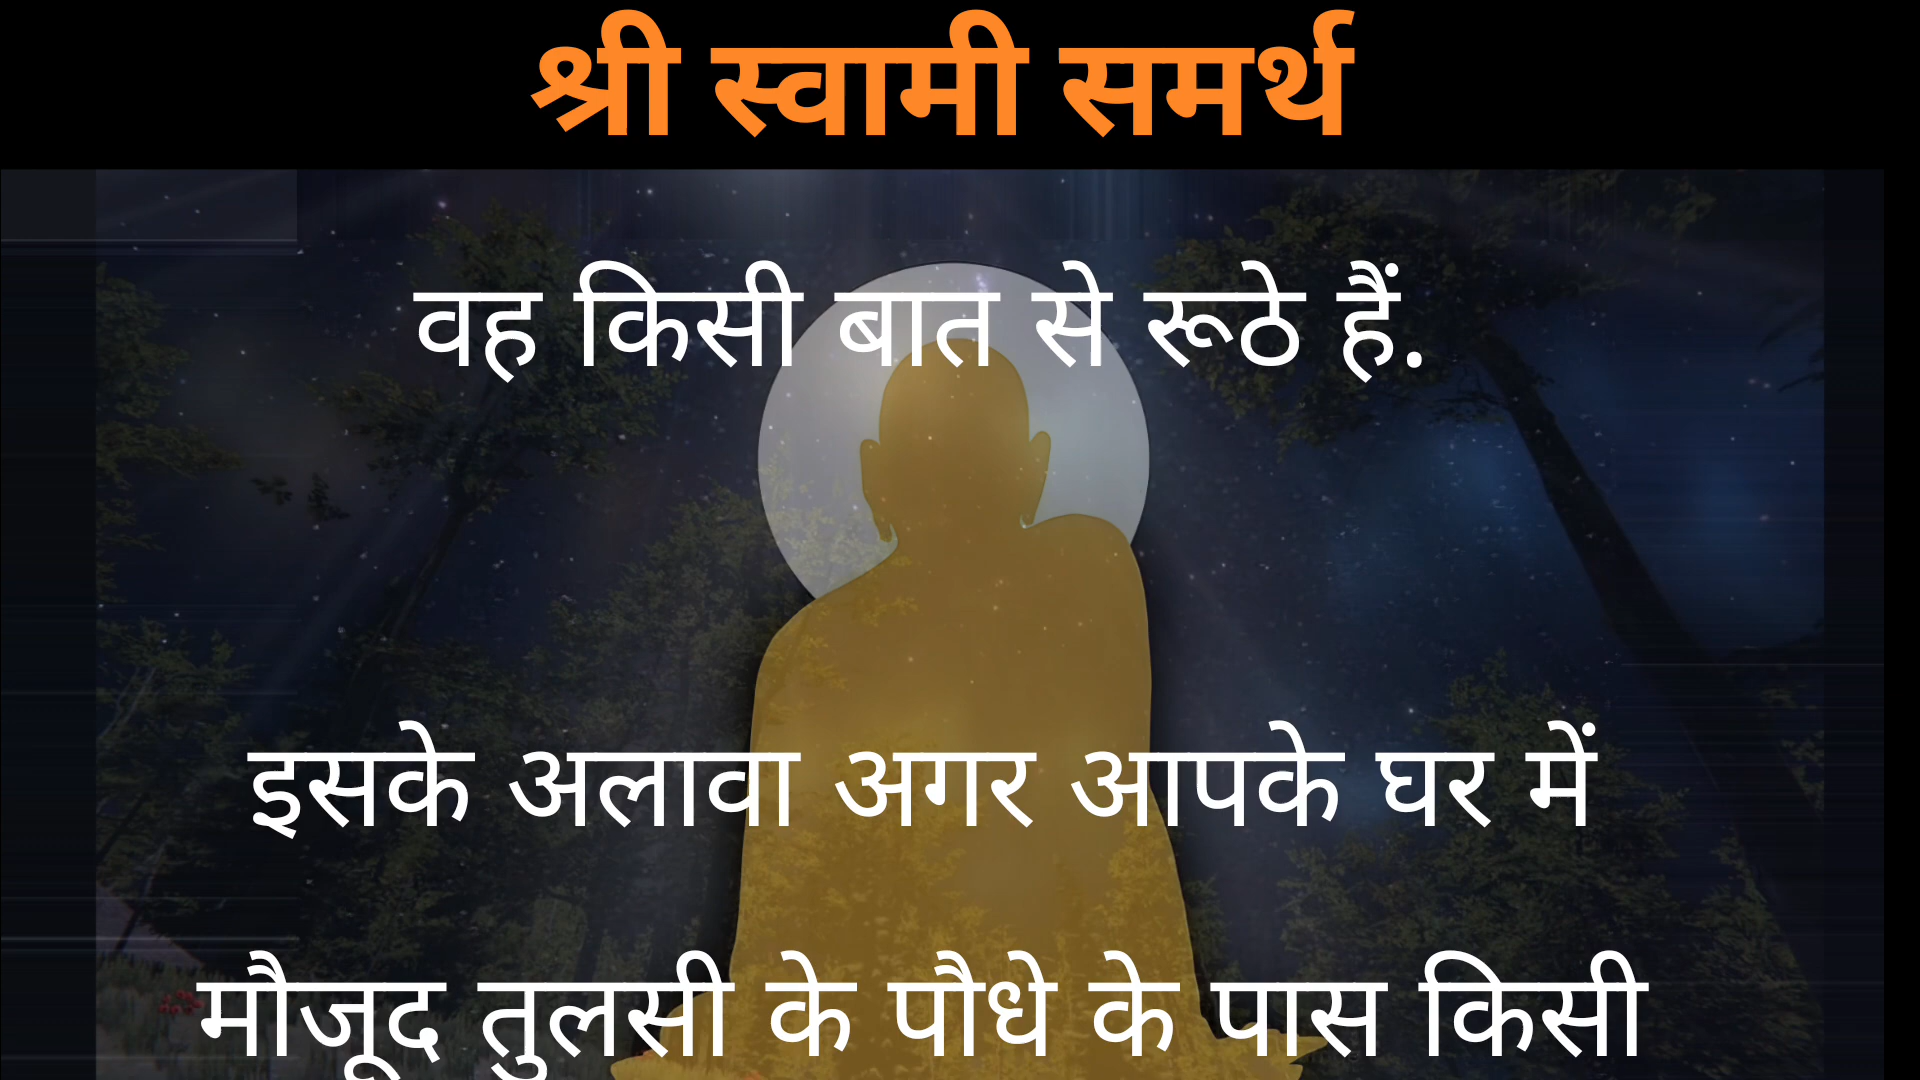 श्री स्वामी समर्थ
वह किसी बात से रूठे हैं.
इसके अलावा अगर आपके घर में
मौजूद तुलसी के पौधे के पास किसी